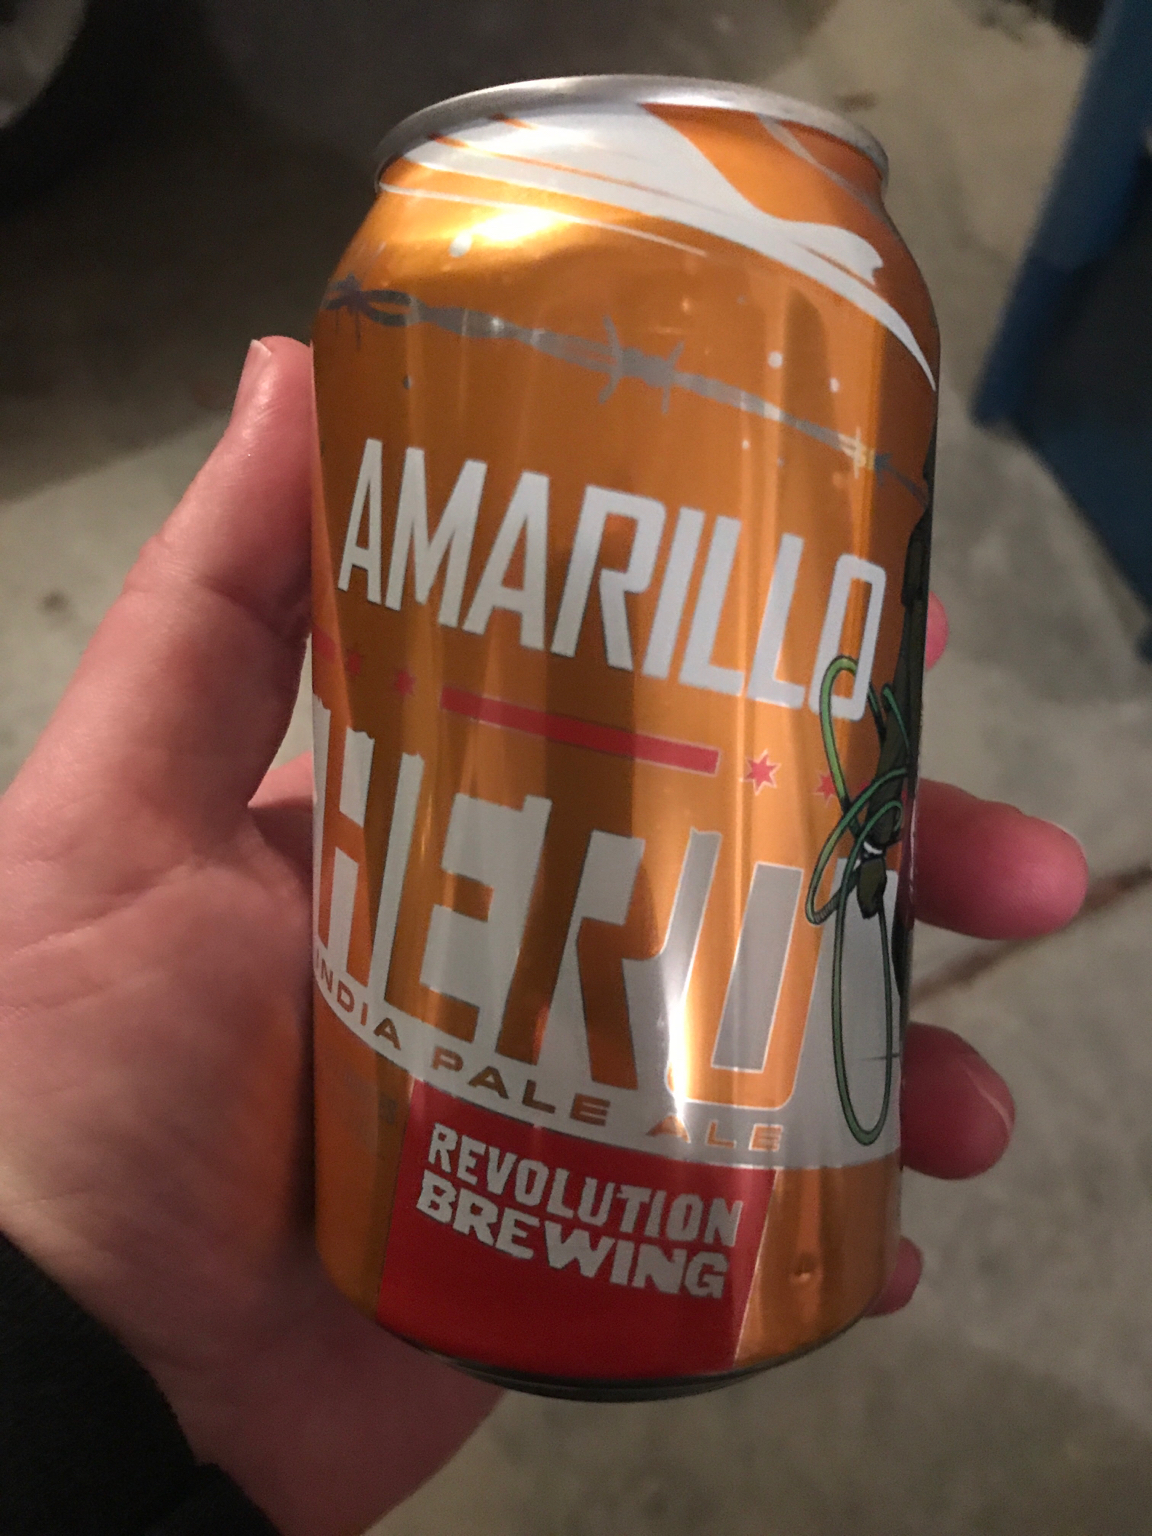 AMARILLO
HERO
INDIA PALE ALE
REVOLUTION
BREWING